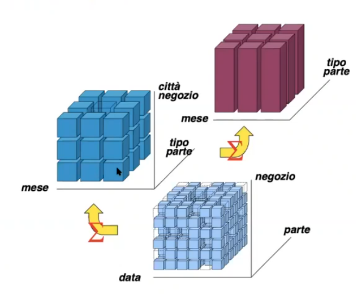 città
negozio
tipo
parte
mese
tipo
parte
mese
Σ
Σ
negozio
parte
data